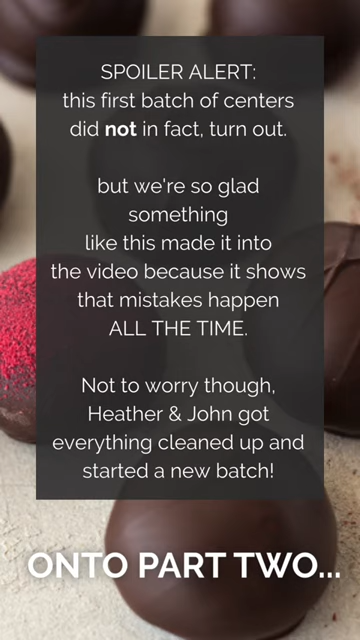 SPOILER ALERT:
this first batch of centers
did not in fact, turn out.
but we're so glad
something
like this made it into
the video because it shows
that mistakes happen
ALL THE TIME.
Not to worry though,
Heather & John got
everything cleaned up and
started a new batch!
ONTO PART TWO...